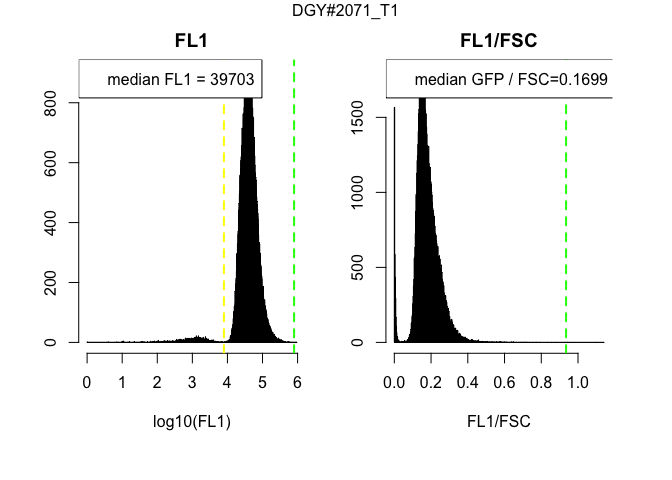 DGY#2071_T1
FL1
FL1/FSC
median FL1 = 39703
median GFP / FSC=0.1699
800
600
400
200
0
0 1 2 3 4 5 6
log10(FL1)
1500
1000
500
0
0.0 0.2 0.4 0.6 0.8 1.0
FL1/FSC